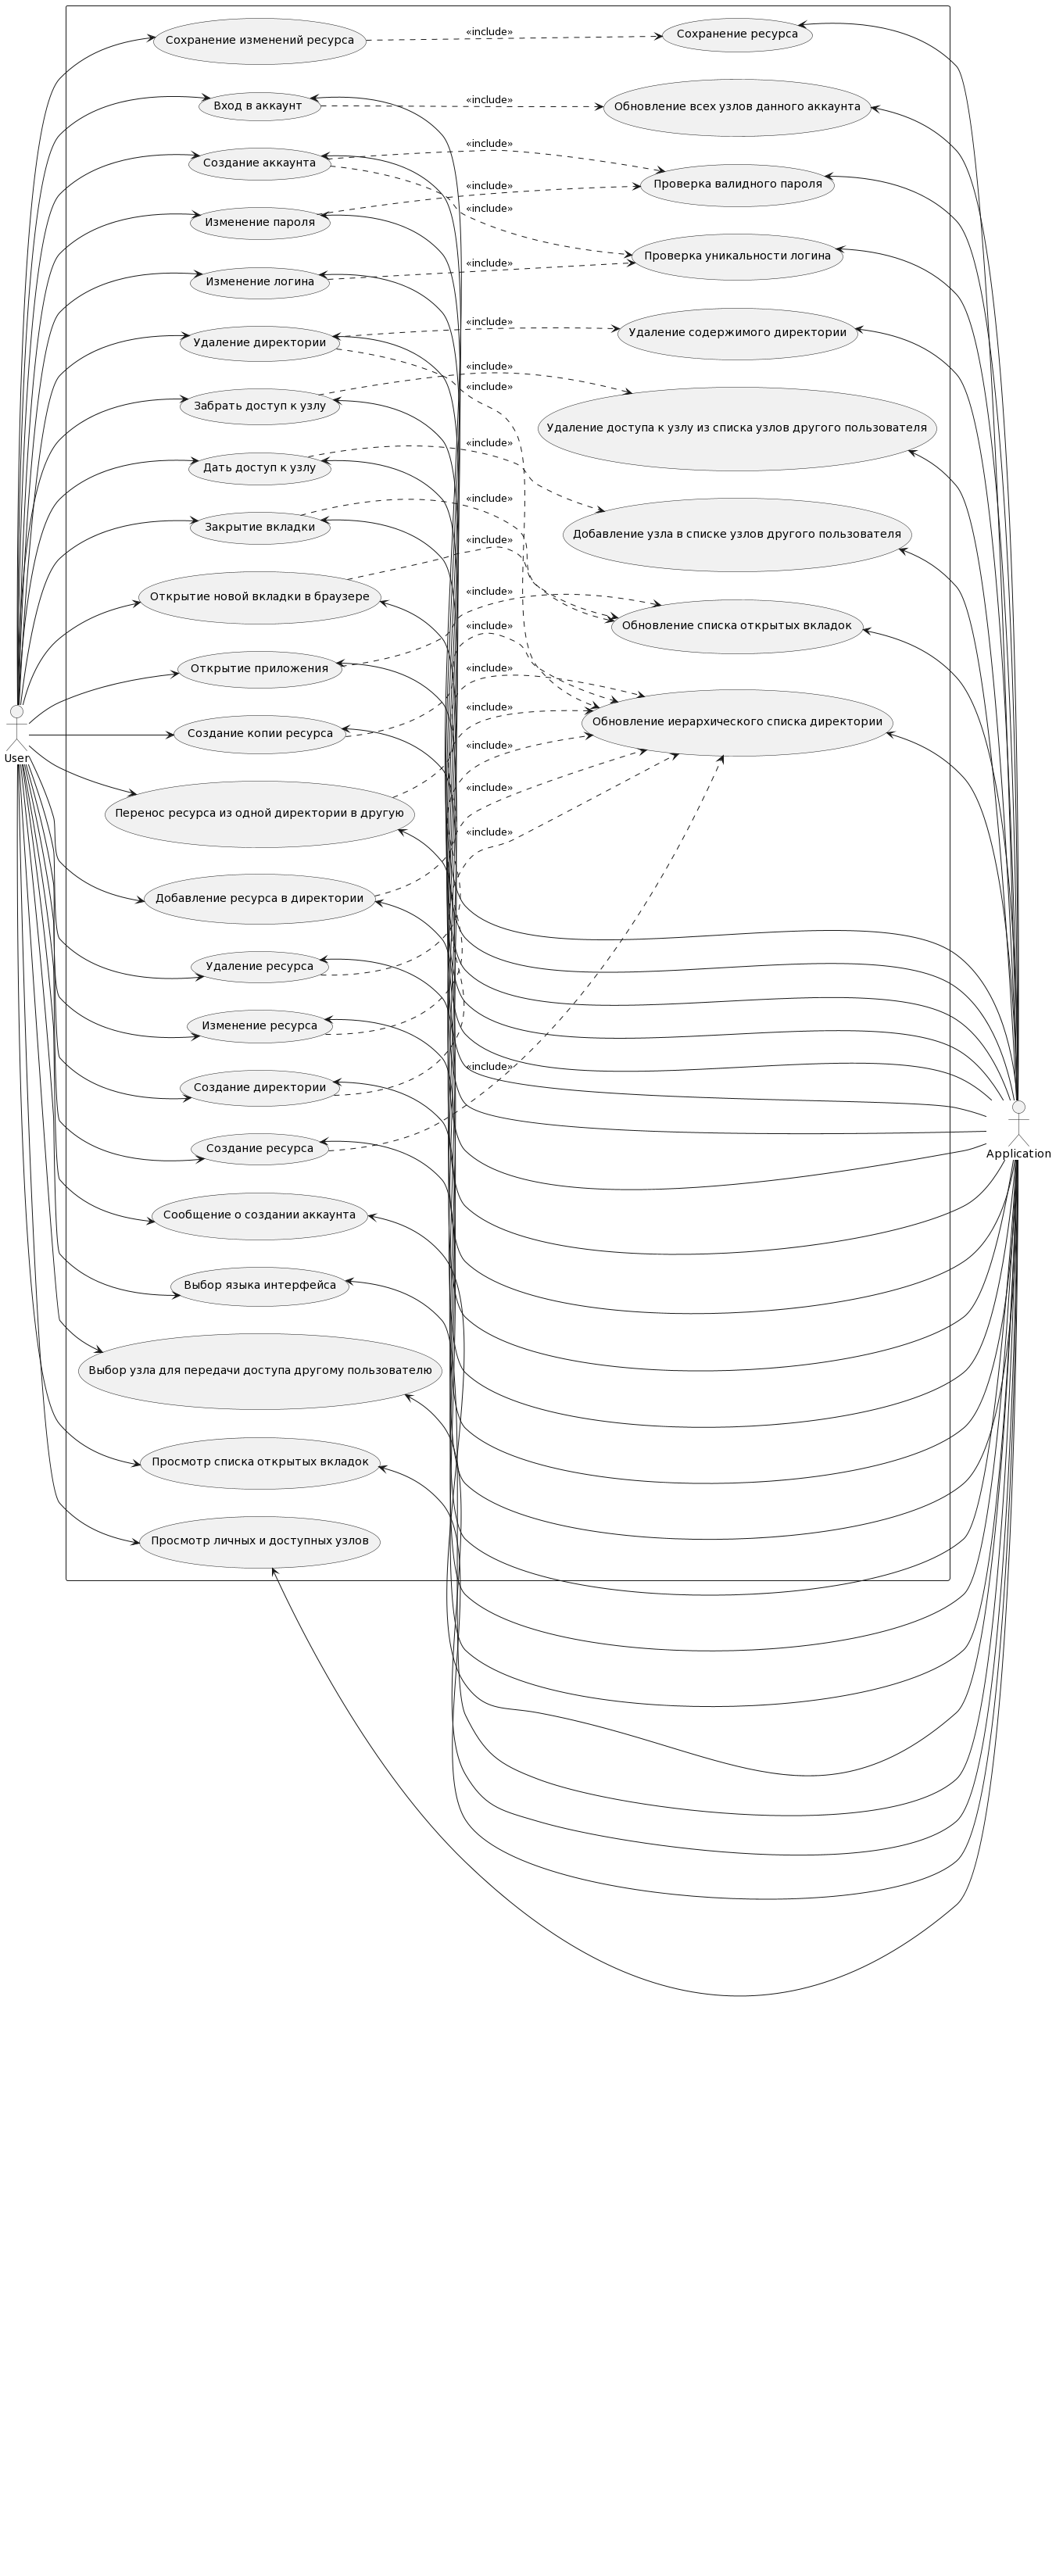 Сохранение изменений ресурса
«include»
Сохранение ресурса
Вход в аккаунт
«include»
Обновление всех узлов данного аккаунта
Создание аккаунта
«include»
Проверка валидного пароля
«include»
Изменение пароля
«include»
Проверка уникальности логина
«include»
Изменение логина
Удаление директории
«include»
Удаление содержимого директории
«include»
«include»
Забрать доступ к узлу
Удаление доступа к узлу из списка узлов другого пользователя
Дать доступ к узлу
«include»
Закрытие вкладки
Добавление узла в списке узлов другого пользователя
«include»
Открытие новой вкладки в браузере
«include»
Обновление списка открытых вкладок
«include»
Открытие приложения
«include»
«include»
Обновление иерархического списка директории
Создание копии ресурса
«include»
User
«include»
Перенос ресурса из одной директории в другую
«include»
Добавление ресурса в директории
Удаление ресурса
Изменение ресурса
«include»
Создание директории
Создание ресурса
Application
Сообщение о создании аккаунта
Выбор языка интерфейса
Выбор узла для передачи доступа другому пользователю
Просмотр списка открытых вкладок
Просмотр личных и доступных узлов